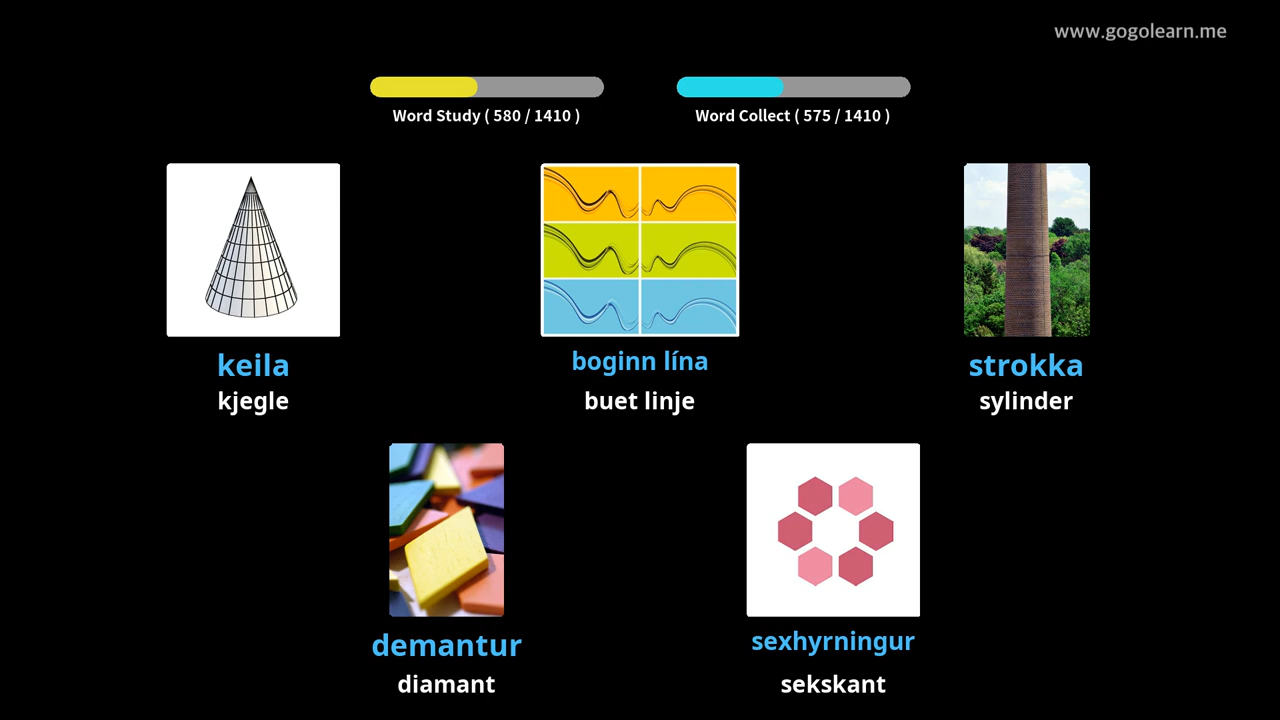 www.gogolearn.me
Word Study ( 580 / 1410 )
Word Collect ( 575 / 1410 )
keila
kjegle
boginn lína
buet linje
strokka
sylinder
demantur
diamant
sexhyrningur
sekskant